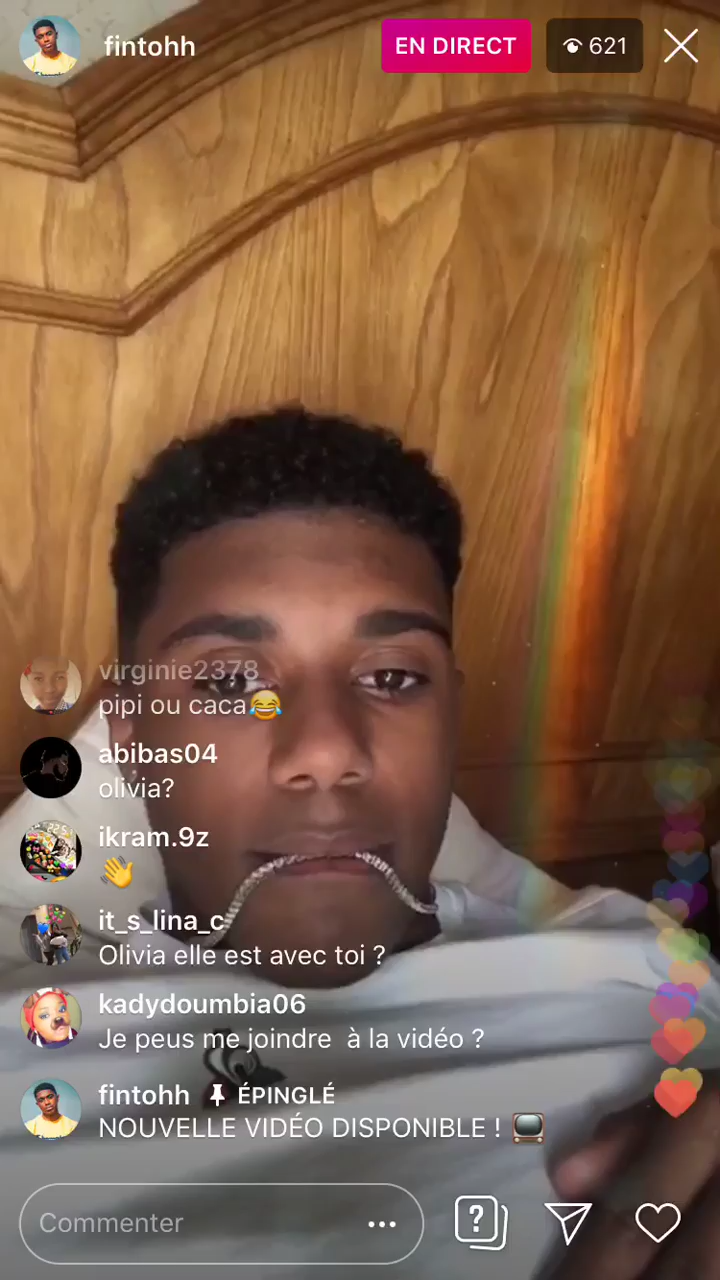 fintohh
EN DIRECT
621
virginie2378
pipi ou caca😂
abibas04
olivia?
ikram.9z
👋
it_s_lina_c
Olivia elle est avec toi ?
kadydoumbia06
Je peus me joindre à la vidéo ?
fintohh 📌 ÉPINGLÉ
NOUVELLE VIDÉO DISPONIBLE ! 📺
Commenter